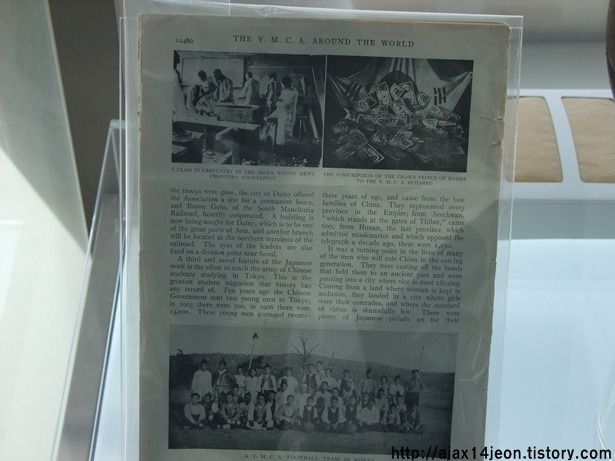 10480
THE Y. M. C. A. AROUND THE WORLD
A CLASS IN CARPENTRY IN THE SEOUL YOUNG MEN'S
CHRISTIAN ASSOCIATION
THE SUBSCRIPTION OF THE CROWN PRINCE OF KOREA
TO THE Y. M. C. A. BUILDING
the troops were gone, the city of Dalny offered
the Association a site for a permanent home,
and Baron Goto, of the South Manchuria
Railroad, heartily cooperated. A building is
now being sought for Dalny, which is to be one
of the great ports of Asia, and another branch
will be located at the northern terminus of the
railroad. The eyes of the leaders are also
fixed on a division point near Seoul.
A third and novel feature of the Japanese
work is the effort to reach the army of Chinese
students studying in Tokyo. This is the
greatest student migration that history has
any record of. Ten years ago the Chinese
Government sent two young men to Tokyo;
in 1903 there were 500, in 1906 there were
15,000. These young men averaged twenty-
three years of age, and came from the best
families of China. They represented every
province in the Empire; from Szechwan,
"which stands at the gates of Thibet," came
600; from Hunan, the last province which
admitted missionaries and which opposed the
telegraph a decade ago, there were
It was a turning point in the lives of many
of the men who will rule China in the coming
generation. They were casting off the bonds
that held them to an ancient past and were
pouring into a city where vice is most alluring.
Coming from a land where woman is kept in
seclusion, they landed in a city where girls
were their comrades, and where the standard
of virtue is shamefully low. There were
plenty of Japanese pitfalls set for their
A Y. M. C. A. FOOTBALL TEAM IN KOREA
http://ajax14jeon.tistory.com